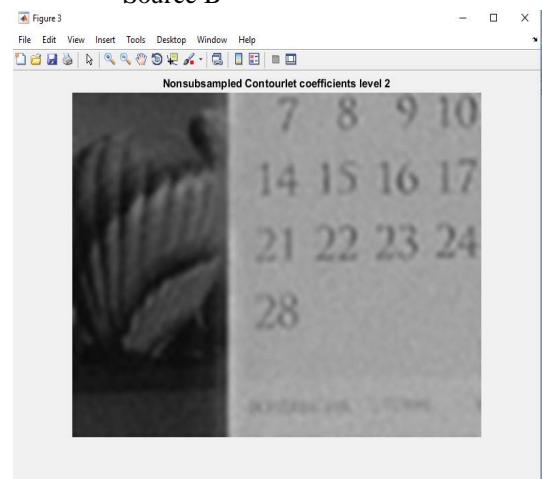 Source B
Figure 3
File Edit View Insert Tools Desktop Window Help
Nonsubsampled Contourlet coefficients level 2
7 8 9 10
14 15 16 17
21 22 23 24
28